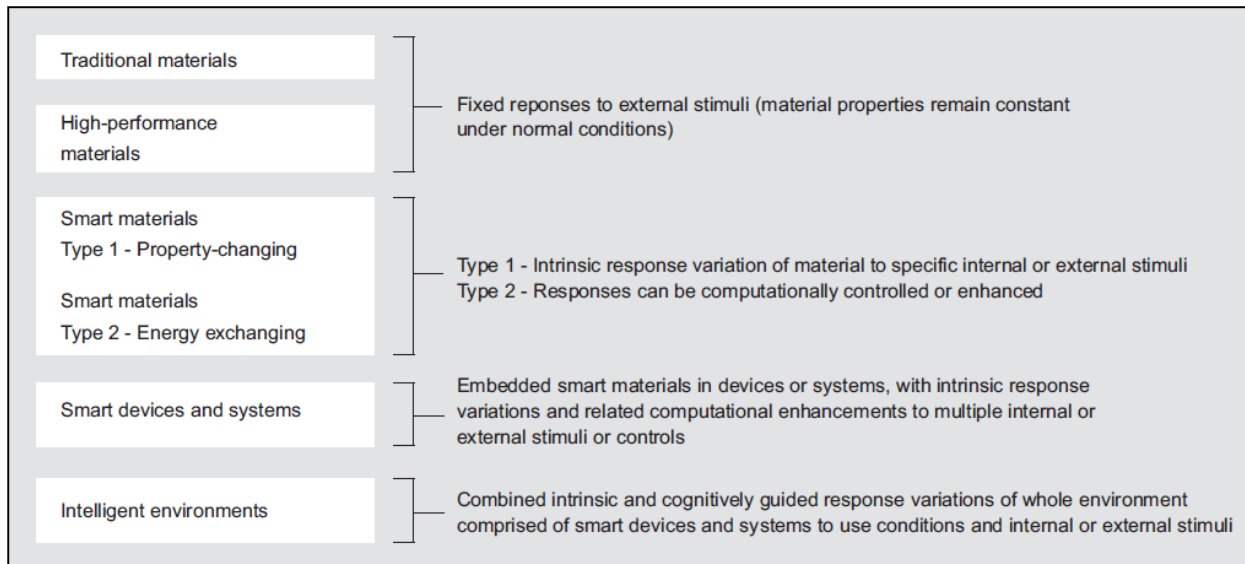 Traditional materials
High-performance
materials
Fixed reponses to external stimuli (material properties remain constant
under normal conditions)
Smart materials
Type 1 - Property-changing
Smart materials
Type 2 - Energy exchanging
Type 1 - Intrinsic response variation of material to specific internal or external stimuli
Type 2 - Responses can be computationally controlled or enhanced
Smart devices and systems
Embedded smart materials in devices or systems, with intrinsic response
variations and related computational enhancements to multiple internal or
external stimuli or controls
Intelligent environments
Combined intrinsic and cognitively guided response variations of whole environment
comprised of smart devices and systems to use conditions and internal or external stimuli